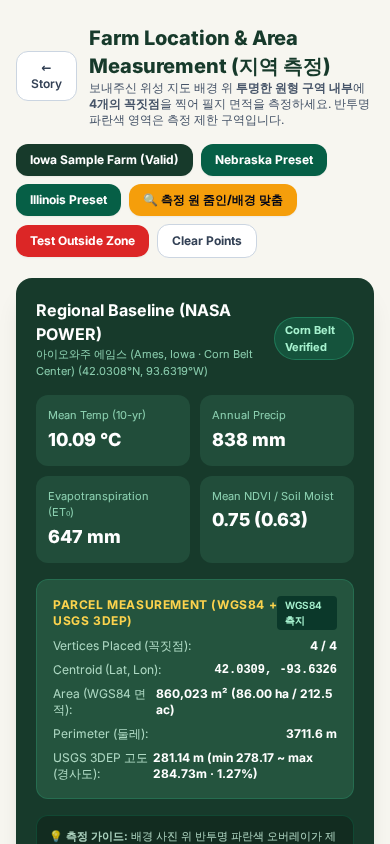 ←
Story
Farm Location & Area
Measurement (지역 측정)
보내주신 위성 지도 배경 위 투명한 원형 구역 내부에
4개의 꼭짓점을 찍어 필지 면적을 측정하세요. 반투명
파란색 영역은 측정 제한 구역입니다.
Iowa Sample Farm (Valid)
Nebraska Preset
Illinois Preset
🔍 측정 원 줌인/배경 맞춤
Test Outside Zone
Clear Points
Regional Baseline (NASA
POWER)
아이오와주 에임스 (Ames, Iowa · Corn Belt
Center) (42.0308°N, 93.6319°W)
Corn Belt
Verified
Mean Temp (10-yr)
10.09 °C
Annual Precip
838 mm
Evapotranspiration
(ET₀)
647 mm
Mean NDVI / Soil Moist
0.75 (0.63)
PARCEL MEASUREMENT (WGS84 +
USGS 3DEP)
WGS84
측지
Vertices Placed (꼭짓점):
4 / 4
Centroid (Lat, Lon):
42.0309, -93.6326
Area (WGS84 면
적):
860,023 m² (86.00 ha / 212.5
ac)
Perimeter (둘레):
3711.6 m
USGS 3DEP 고도
(경사도):
281.14 m (min 278.17 ~ max
284.73m · 1.27%)
💡 측정 가이드: 배경 사진 위 반투명 파란색 오버레이가 제